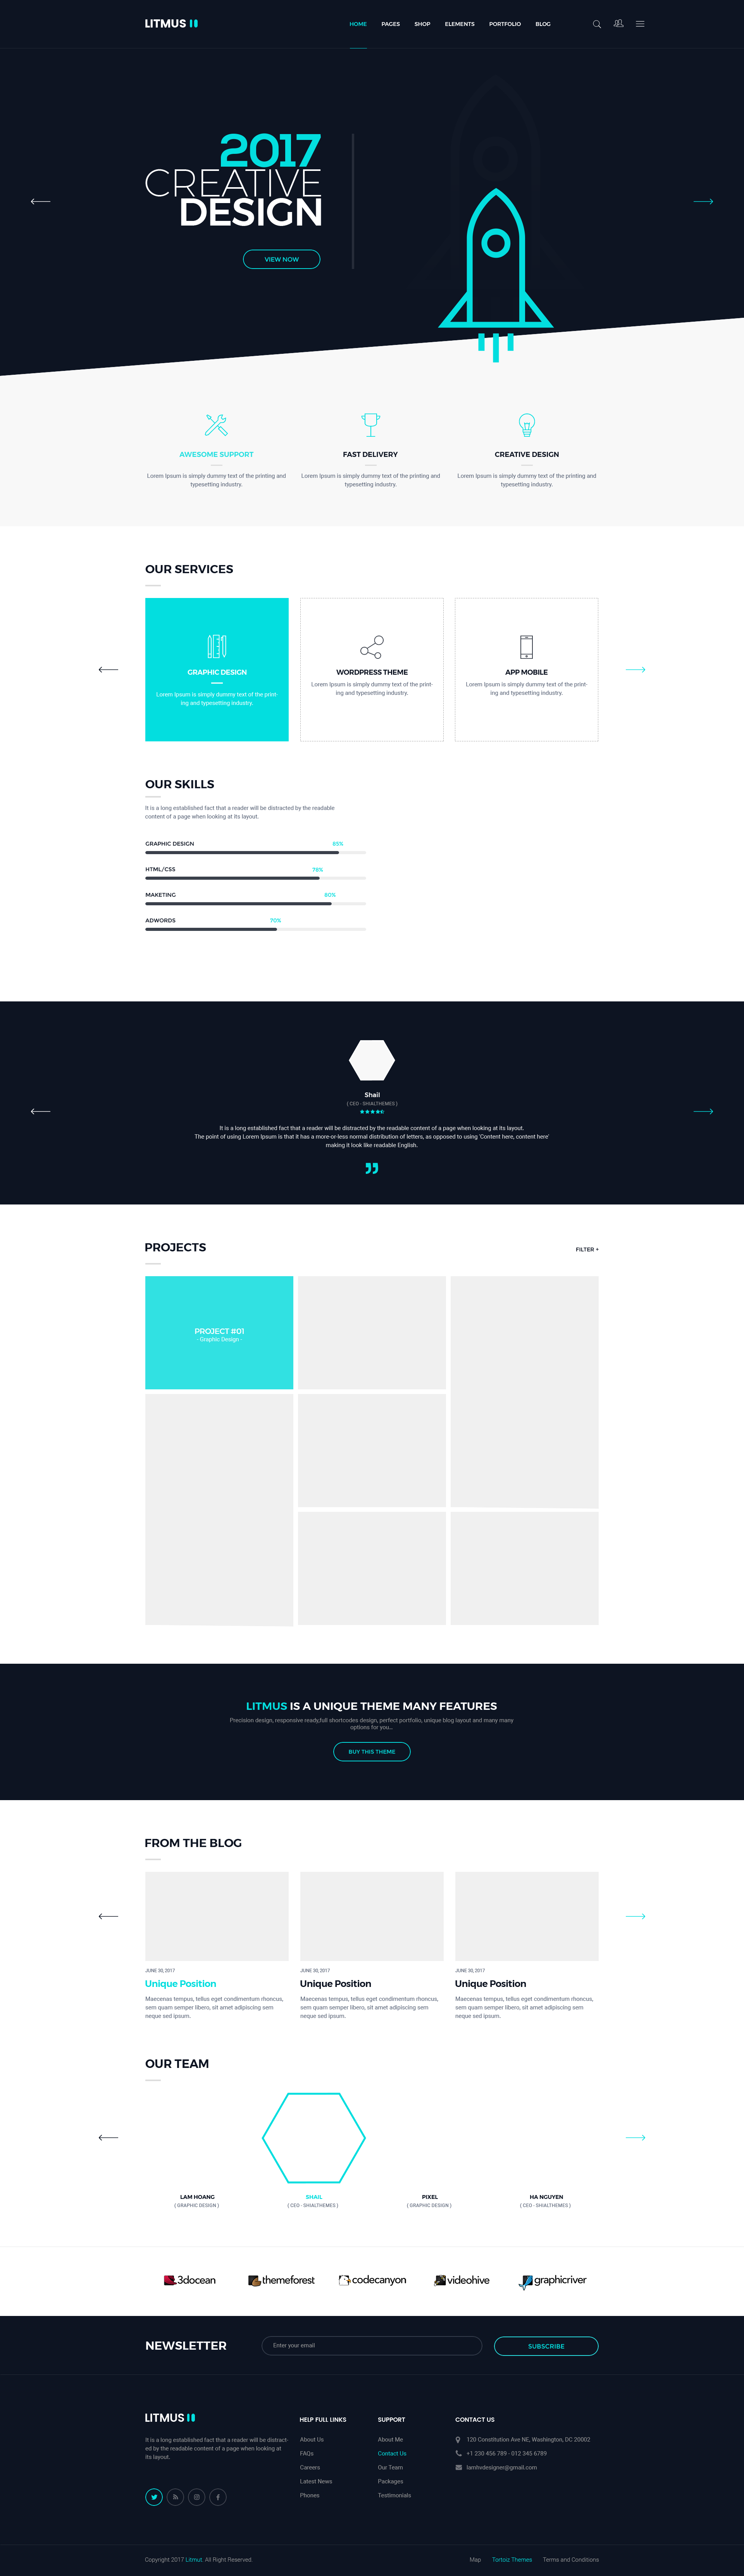 LITMUS
HOME PAGES SHOP ELEMENTS PORTFOLIO BLOG
2017
CREATIVE
DESIGN
VIEW NOW
AWESOME SUPPORT
Lorem Ipsum is simply dummy text of the printing and
typesetting industry.
FAST DELIVERY
Lorem Ipsum is simply dummy text of the printing and
typesetting industry.
CREATIVE DESIGN
Lorem Ipsum is simply dummy text of the printing and
typesetting industry.
OUR SERVICES
GRAPHIC DESIGN
Lorem Ipsum is simply dummy text of the print-
ing and typesetting industry.
WORDPRESS THEME
Lorem Ipsum is simply dummy text of the print-
ing and typesetting industry.
APP MOBILE
Lorem Ipsum is simply dummy text of the print-
ing and typesetting industry.
OUR SKILLS
It is a long established fact that a reader will be distracted by the readable
content of a page when looking at its layout.
GRAPHIC DESIGN 85%
HTML/CSS 78%
MAKETING 80%
ADWORDS 70%
Shail
( CEO - SHIALTHEMES )
It is a long established fact that a reader will be distracted by the readable content of a page when looking at its layout.
The point of using Lorem Ipsum is that it has a more-or-less normal distribution of letters, as opposed to using 'Content here, content here'
making it look like readable English.
PROJECTS
FILTER +
PROJECT #01
- Graphic Design -
LITMUS IS A UNIQUE THEME MANY FEATURES
Precision design, responsive ready,full shortcodes design, perfect portfolio, unique blog layout and many many
options for you...
BUY THIS THEME
FROM THE BLOG
JUNE 30, 2017
Unique Position
Maecenas tempus, tellus eget condimentum rhoncus,
sem quam semper libero, sit amet adipiscing sem
neque sed ipsum.
JUNE 30, 2017
Unique Position
Maecenas tempus, tellus eget condimentum rhoncus,
sem quam semper libero, sit amet adipiscing sem
neque sed ipsum.
JUNE 30, 2017
Unique Position
Maecenas tempus, tellus eget condimentum rhoncus,
sem quam semper libero, sit amet adipiscing sem
neque sed ipsum.
OUR TEAM
LAM HOANG
( GRAPHIC DESIGN )
SHAIL
( CEO - SHIALTHEMES )
PIXEL
( GRAPHIC DESIGN )
HA NGUYEN
( CEO - SHIALTHEMES )
3docean themeforest codecanyon videohive graphicriver
NEWSLETTER
Enter your email
SUBSCRIBE
LITMUS
It is a long established fact that a reader will be distract-
ed by the readable content of a page when looking at
its layout.
HELP FULL LINKS
About Us
FAQs
Careers
Latest News
Phones
SUPPORT
About Me
Contact Us
Our Team
Packages
Testimonials
CONTACT US
120 Constitution Ave NE, Washington, DC 20002
+1 230 456 789 - 012 345 6789
lamhvdesigner@gmail.com
Copyright 2017 Litmut. All Right Reserved.
Map Tortoiz Themes Terms and Conditions